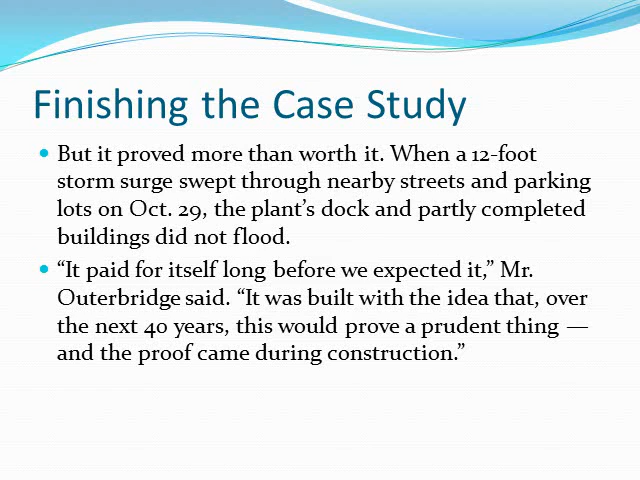 Finishing the Case Study
• But it proved more than worth it. When a 12-foot
storm surge swept through nearby streets and parking
lots on Oct. 29, the plant’s dock and partly completed
buildings did not flood.
• “It paid for itself long before we expected it,” Mr.
Outerbridge said. “It was built with the idea that, over
the next 40 years, this would prove a prudent thing —
and the proof came during construction.”